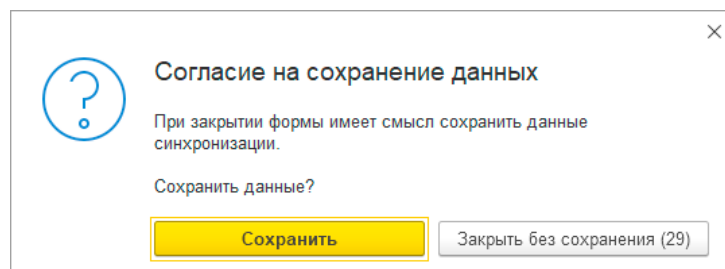 Согласие на сохранение данных
При закрытии формы имеет смысл сохранить данные
синхронизации.
Сохранить данные?
Сохранить
Закрыть без сохранения (29)